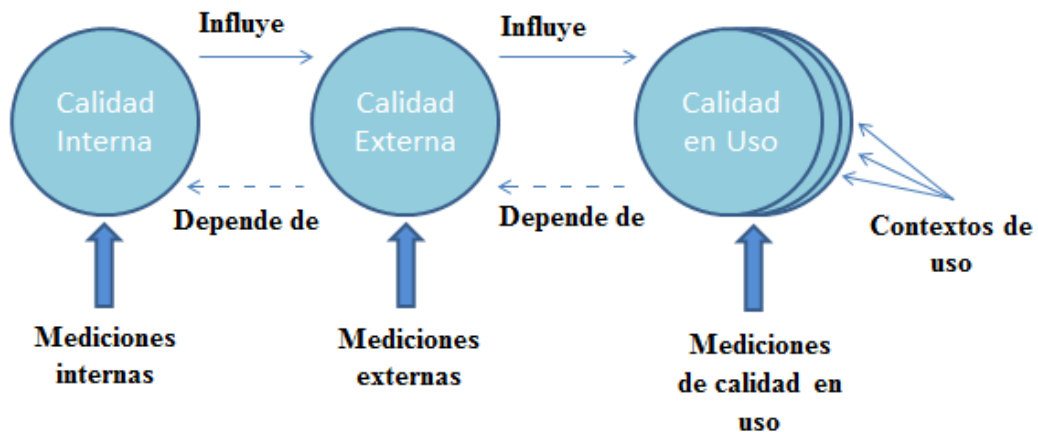 Influye
Influye
Calidad
Interna
Calidad
Externa
Calidad
en Uso
Depende de
Depende de
Contextos de
uso
Mediciones
internas
Mediciones
externas
Mediciones
de calidad en
uso